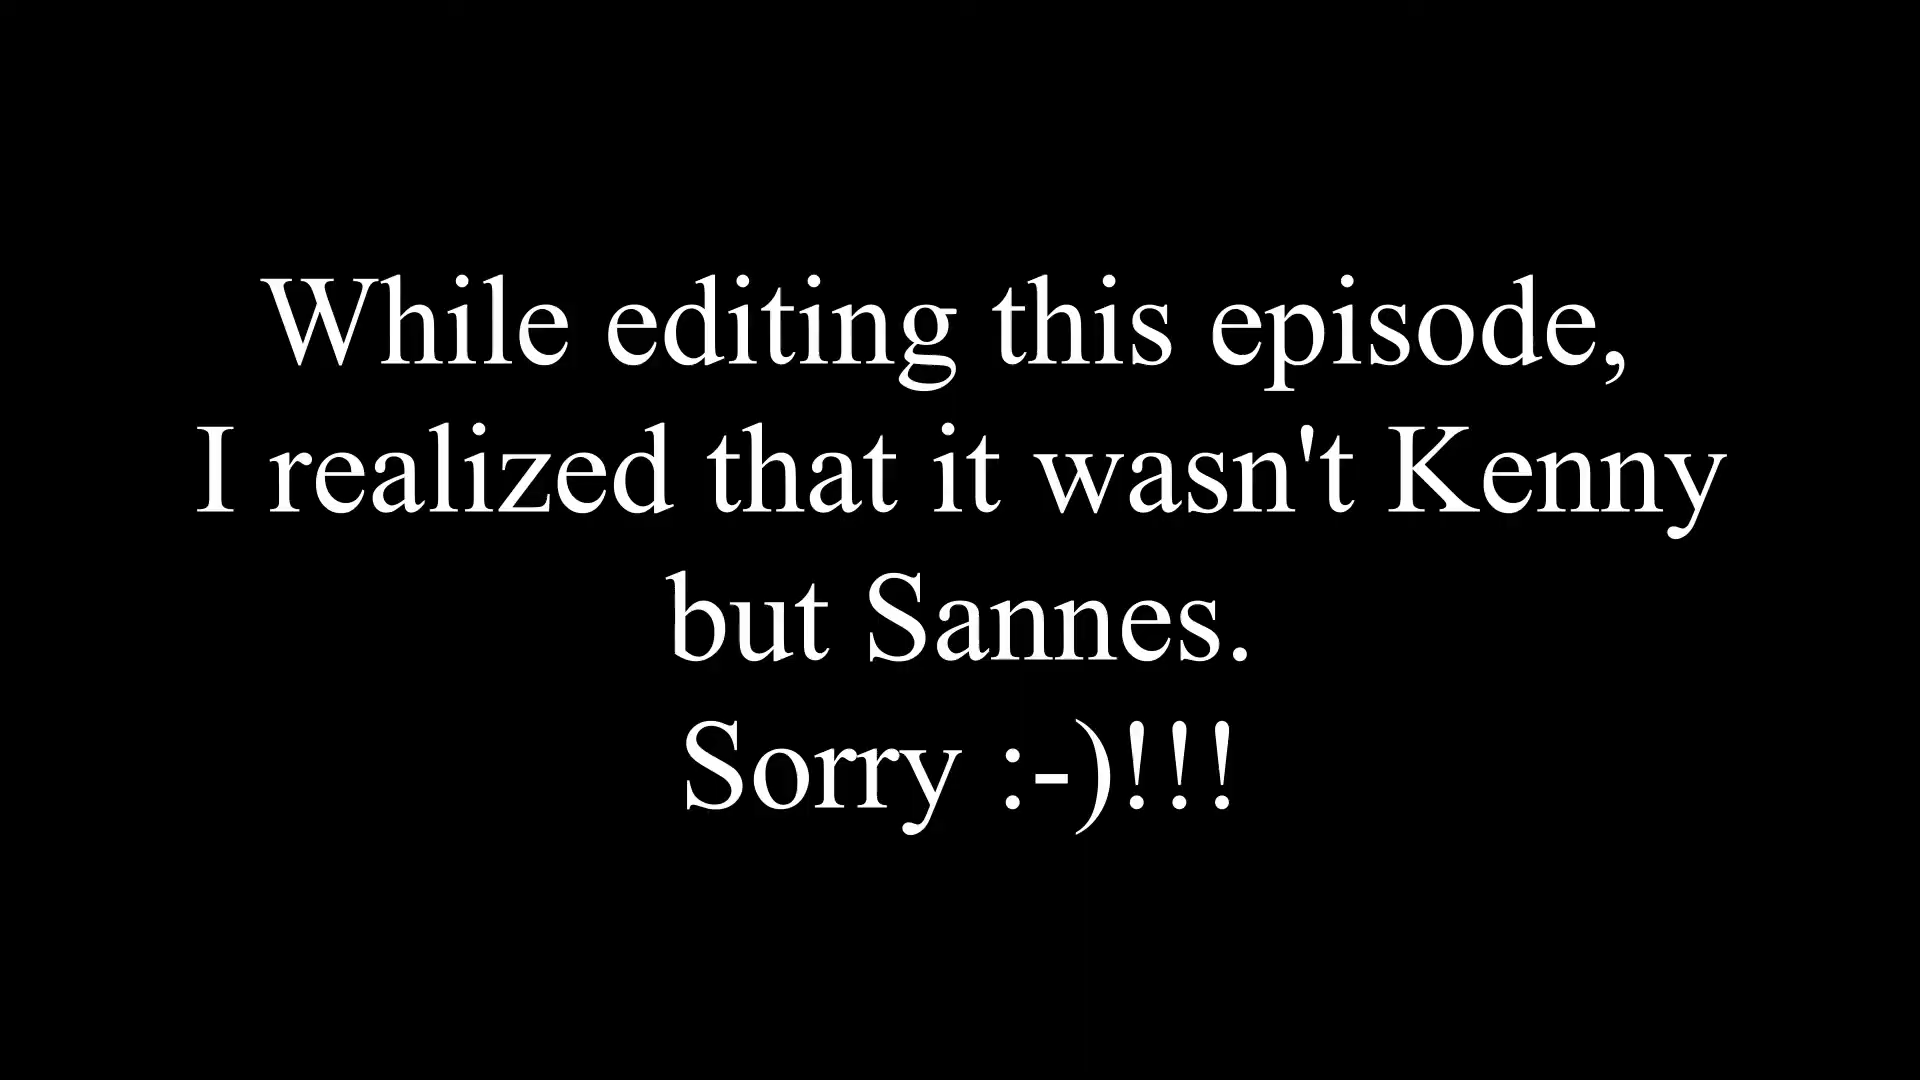 While editing this episode,
I realized that it wasn't Kenny
but Sannes.
Sorry :-)!!!